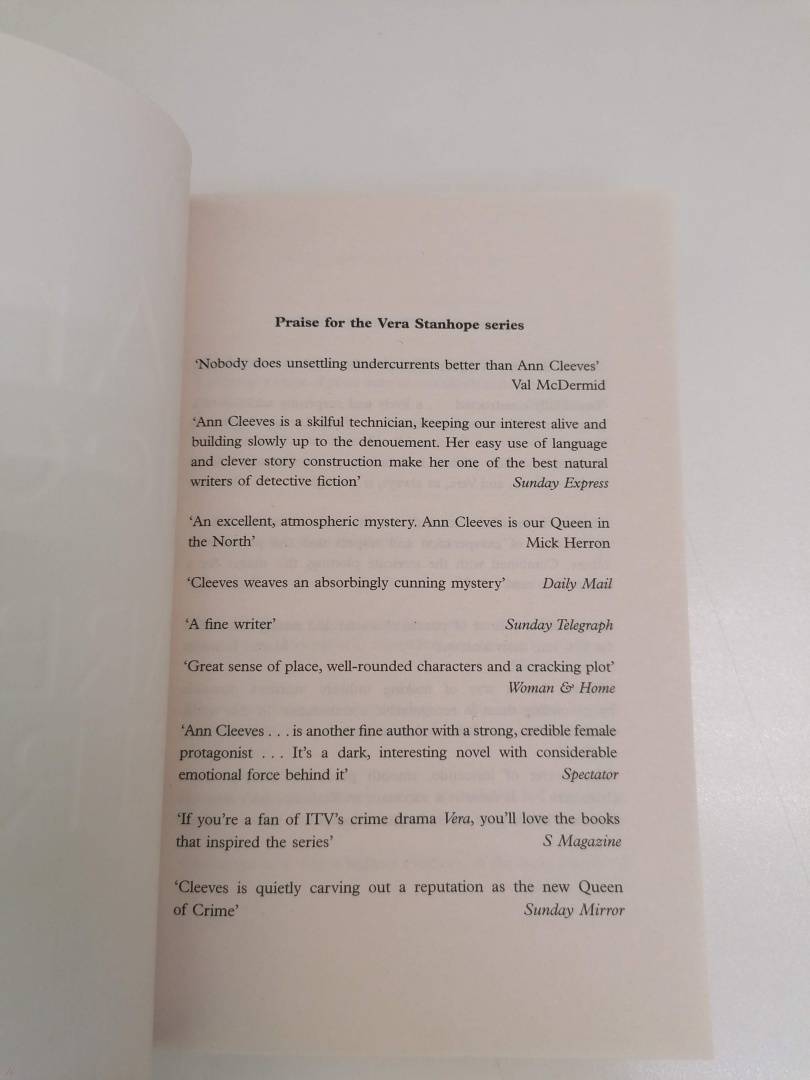 Praise for the Vera Stanhope series
‘Nobody does unsettling undercurrents better than Ann Cleeves’
Val McDermid
‘Ann Cleeves is a skilful technician, keeping our interest alive and
building slowly up to the denouement. Her easy use of language
and clever story construction make her one of the best natural
writers of detective fiction’ Sunday Express
‘An excellent, atmospheric mystery. Ann Cleeves is our Queen in
the North’ Mick Herron
‘Cleeves weaves an absorbingly cunning mystery’ Daily Mail
‘A fine writer’ Sunday Telegraph
‘Great sense of place, well-rounded characters and a cracking plot’
Woman & Home
‘Ann Cleeves . . . is another fine author with a strong, credible female
protagonist . . . It’s a dark, interesting novel with considerable
emotional force behind it’ Spectator
‘If you’re a fan of ITV’s crime drama Vera, you’ll love the books
that inspired the series’ S Magazine
‘Cleeves is quietly carving out a reputation as the new Queen
of Crime’ Sunday Mirror